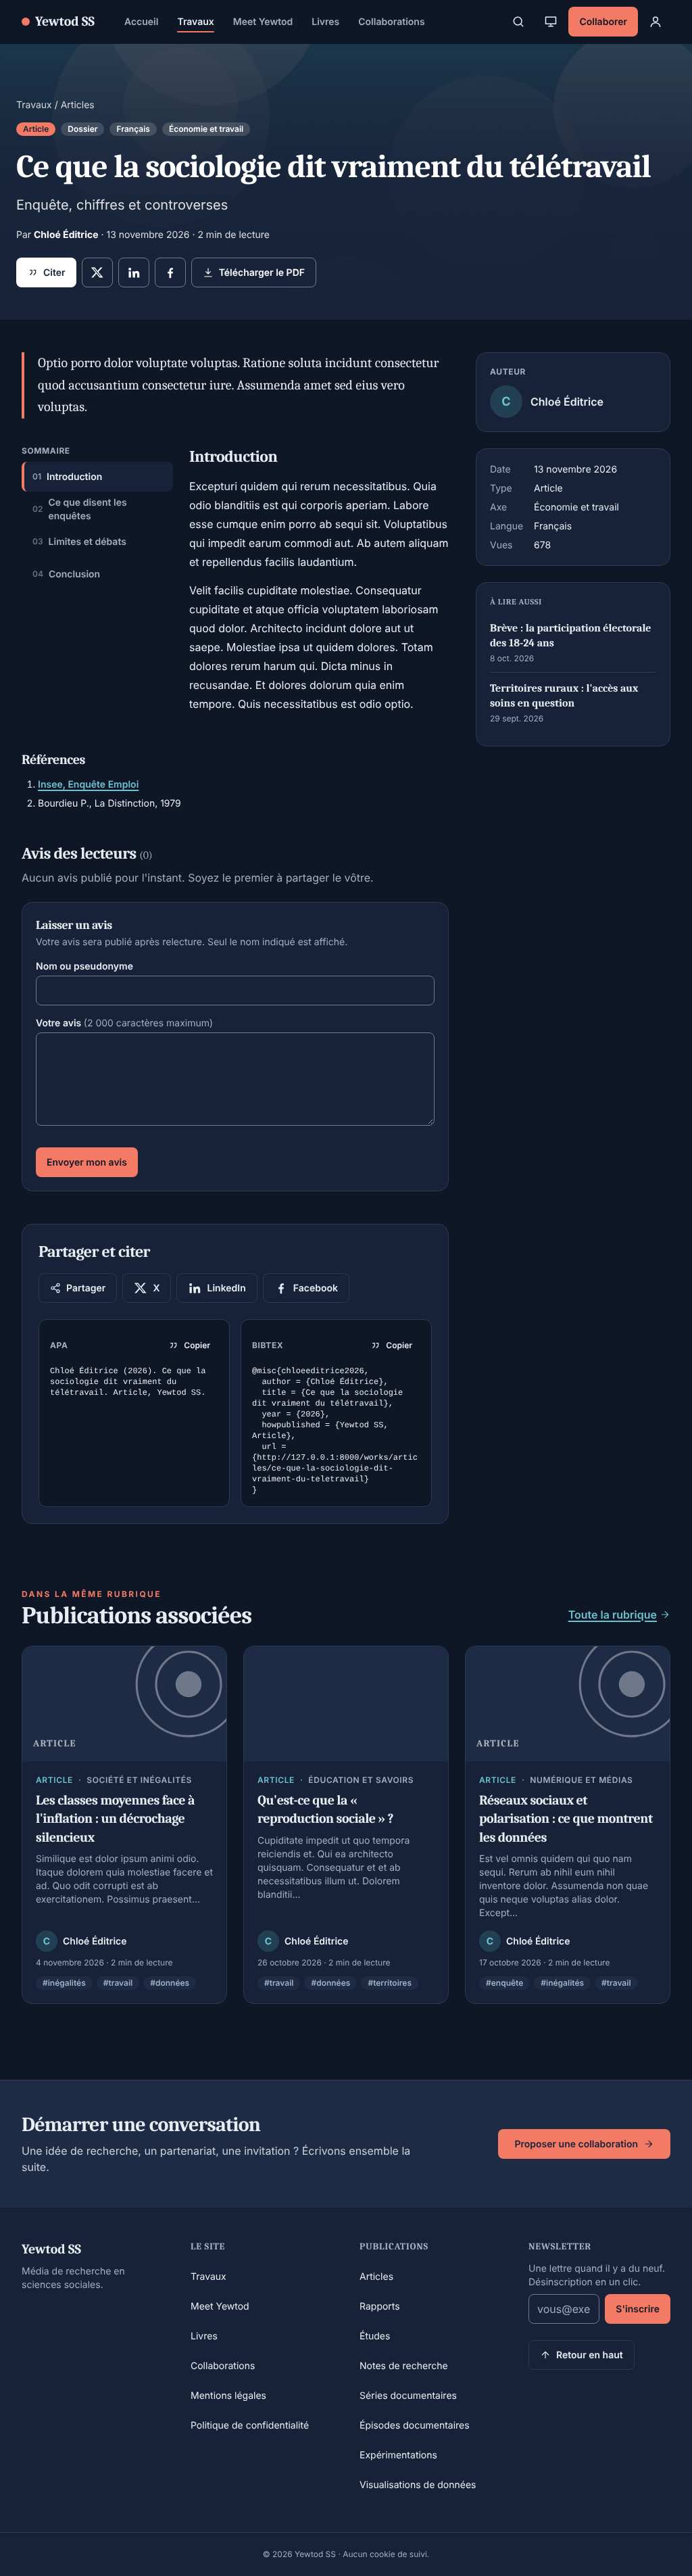 Yewtod SS
Accueil
Travaux
Meet Yewtod
Livres
Collaborations
Collaborer
Travaux / Articles
Article
Dossier
Français
Économie et travail
Ce que la sociologie dit vraiment du télétravail
Enquête, chiffres et controverses
Par Chloé Éditrice · 13 novembre 2026 · 2 min de lecture
Citer
Télécharger le PDF
Optio porro dolor voluptate voluptas. Ratione soluta incidunt consectetur
quod accusantium consectetur iure. Assumenda amet sed eius vero
voluptas.
SOMMAIRE
01 Introduction
02 Ce que disent les
enquêtes
03 Limites et débats
04 Conclusion
Introduction
Excepturi quidem qui rerum necessitatibus. Quia
odio blanditiis est qui corporis aperiam. Labore
esse cumque enim porro ab sequi sit. Voluptatibus
qui impedit earum commodi aut. Ab autem aliquam
et repellendus facilis laudantium.
Velit facilis cupiditate molestiae. Consequatur
cupiditate et atque officia voluptatem laboriosam
quod dolor. Architecto incidunt dolore aut ut
saepe. Molestiae ipsa ut quidem dolores. Totam
dolores rerum harum qui. Dicta minus in
recusandae. Et dolores dolorum quia enim
tempore. Quis necessitatibus est odio optio.
AUTEUR
C
Chloé Éditrice
Date 13 novembre 2026
Type Article
Axe Économie et travail
Langue Français
Vues 678
À LIRE AUSSI
Brève : la participation électorale
des 18-24 ans
8 oct. 2026
Territoires ruraux : l'accès aux
soins en question
29 sept. 2026
Références
1. Insee, Enquête Emploi
2. Bourdieu P., La Distinction, 1979
Avis des lecteurs (0)
Aucun avis publié pour l'instant. Soyez le premier à partager le vôtre.
Laisser un avis
Votre avis sera publié après relecture. Seul le nom indiqué est affiché.
Nom ou pseudonyme
Votre avis (2 000 caractères maximum)
Envoyer mon avis
Partager et citer
Partager
X
LinkedIn
Facebook
APA
Copier
Chloé Éditrice (2026). Ce que la
sociologie dit vraiment du
télétravail. Article, Yewtod SS.
BIBTEX
Copier
@misc{chloeeditrice2026,
author = {Chloé Éditrice},
title = {Ce que la sociologie
dit vraiment du télétravail},
year = {2026},
howpublished = {Yewtod SS,
Article},
url =
{http://127.0.0.1:8000/works/artic
les/ce-que-la-sociologie-dit-
vraiment-du-teletravail}
}
DANS LA MÊME RUBRIQUE
Publications associées
Toute la rubrique
ARTICLE
ARTICLE · SOCIÉTÉ ET INÉGALITÉS
Les classes moyennes face à
l'inflation : un décrochage
silencieux
Similique est dolor ipsum animi odio.
Itaque dolorem quia molestiae facere et
ad. Quo odit corrupti est ab
exercitationem. Possimus praesent...
C
Chloé Éditrice
4 novembre 2026 · 2 min de lecture
#inégalités
#travail
#données
ARTICLE · ÉDUCATION ET SAVOIRS
Qu'est-ce que la «
reproduction sociale » ?
Cupiditate impedit ut quo tempora
reiciendis et. Qui ea architecto
quisquam. Consequatur et et ab
necessitatibus illum ut. Dolorem
blanditii...
C
Chloé Éditrice
26 octobre 2026 · 2 min de lecture
#travail
#données
#territoires
ARTICLE
ARTICLE · NUMÉRIQUE ET MÉDIAS
Réseaux sociaux et
polarisation : ce que montrent
les données
Est vel omnis quidem qui quo nam
sequi. Rerum ab nihil eum nihil
inventore dolor. Assumenda non quae
quis neque voluptas alias dolor.
Except...
C
Chloé Éditrice
17 octobre 2026 · 2 min de lecture
#enquête
#inégalités
#travail
Démarrer une conversation
Une idée de recherche, un partenariat, une invitation ? Écrivons ensemble la
suite.
Proposer une collaboration
Yewtod SS
Média de recherche en
sciences sociales.
LE SITE
Travaux
Meet Yewtod
Livres
Collaborations
Mentions légales
Politique de confidentialité
PUBLICATIONS
Articles
Rapports
Études
Notes de recherche
Séries documentaires
Épisodes documentaires
Expérimentations
Visualisations de données
NEWSLETTER
Une lettre quand il y a du neuf.
Désinscription en un clic.
vous@exe
S'inscrire
Retour en haut
© 2026 Yewtod SS · Aucun cookie de suivi.